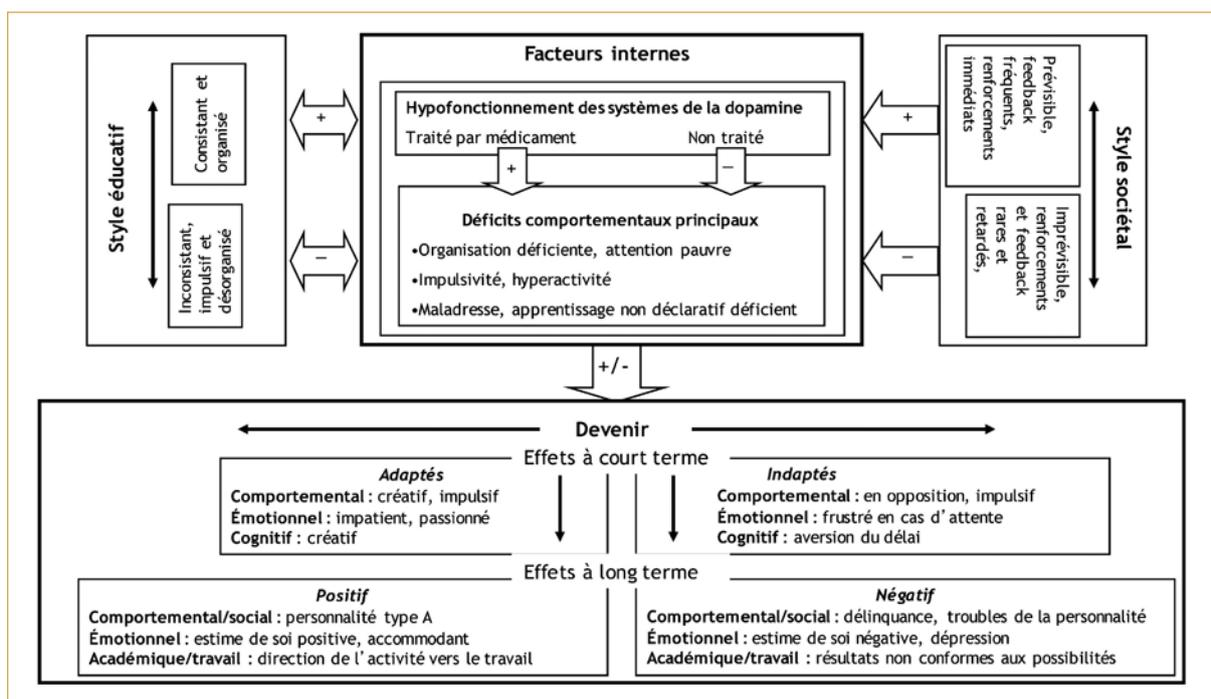 Style éducatif
Consistant et
organisé
+
Inconsistant,
impulsif et
désorganisé
–
Facteurs internes
Hypofonctionnement des systèmes de la dopamine
Traité par médicament Non traité
+ –
Déficits comportementaux principaux
•Organisation déficiente, attention pauvre
•Impulsivité, hyperactivité
•Maladresse, apprentissage non déclaratif déficient
+
–
Prévisible,
feedback
fréquents,
renforcements
immédiats
Imprévisible,
renforcements
et feedback
rares et
retardés,
Style sociétal
+/-
Devenir
Effets à court terme
Adaptés
Comportemental : créatif, impulsif
Émotionnel : impatient, passionné
Cognitif : créatif
Indaptés
Comportemental : en opposition, impulsif
Émotionnel : frustré en cas d'attente
Cognitif : aversion du délai
Effets à long terme
Positif
Comportemental/social : personnalité type A
Émotionnel : estime de soi positive, accommodant
Académique/travail : direction de l'activité vers le travail
Négatif
Comportemental/social : délinquance, troubles de la personnalité
Émotionnel : estime de soi négative, dépression
Académique/travail : résultats non conformes aux possibilités